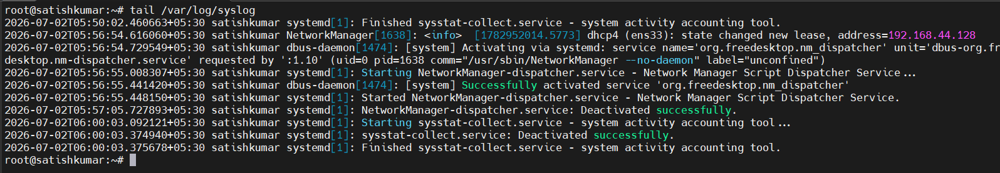 root@satishkumar:~# tail /var/log/syslog
2026-07-02T05:50:02.460663+05:30 satishkumar systemd[1]: Finished sysstat-collect.service - system activity accounting tool.
2026-07-02T05:56:54.616060+05:30 satishkumar NetworkManager[1638]: <info>  [1782952014.5773] dhcp4 (ens33): state changed new lease, address=192.168.44.128
2026-07-02T05:56:54.729549+05:30 satishkumar dbus-daemon[1474]: [system] Activating via systemd: service name='org.freedesktop.nm_dispatcher' unit='dbus-org.fr
desktop.nm-dispatcher.service' requested by ':1.10' (uid=0 pid=1638 comm="/usr/sbin/NetworkManager --no-daemon" label="unconfined")
2026-07-02T05:56:55.008307+05:30 satishkumar systemd[1]: Starting NetworkManager-dispatcher.service - Network Manager Script Dispatcher Service...
2026-07-02T05:56:55.441420+05:30 satishkumar dbus-daemon[1474]: [system] Successfully activated service 'org.freedesktop.nm_dispatcher'
2026-07-02T05:56:55.448150+05:30 satishkumar systemd[1]: Started NetworkManager-dispatcher.service - Network Manager Script Dispatcher Service.
2026-07-02T05:57:05.727893+05:30 satishkumar systemd[1]: NetworkManager-dispatcher.service: Deactivated successfully.
2026-07-02T06:00:03.092121+05:30 satishkumar systemd[1]: Starting sysstat-collect.service - system activity accounting tool...
2026-07-02T06:00:03.374940+05:30 satishkumar systemd[1]: sysstat-collect.service: Deactivated successfully.
2026-07-02T06:00:03.375678+05:30 satishkumar systemd[1]: Finished sysstat-collect.service - system activity accounting tool.
root@satishkumar:~#